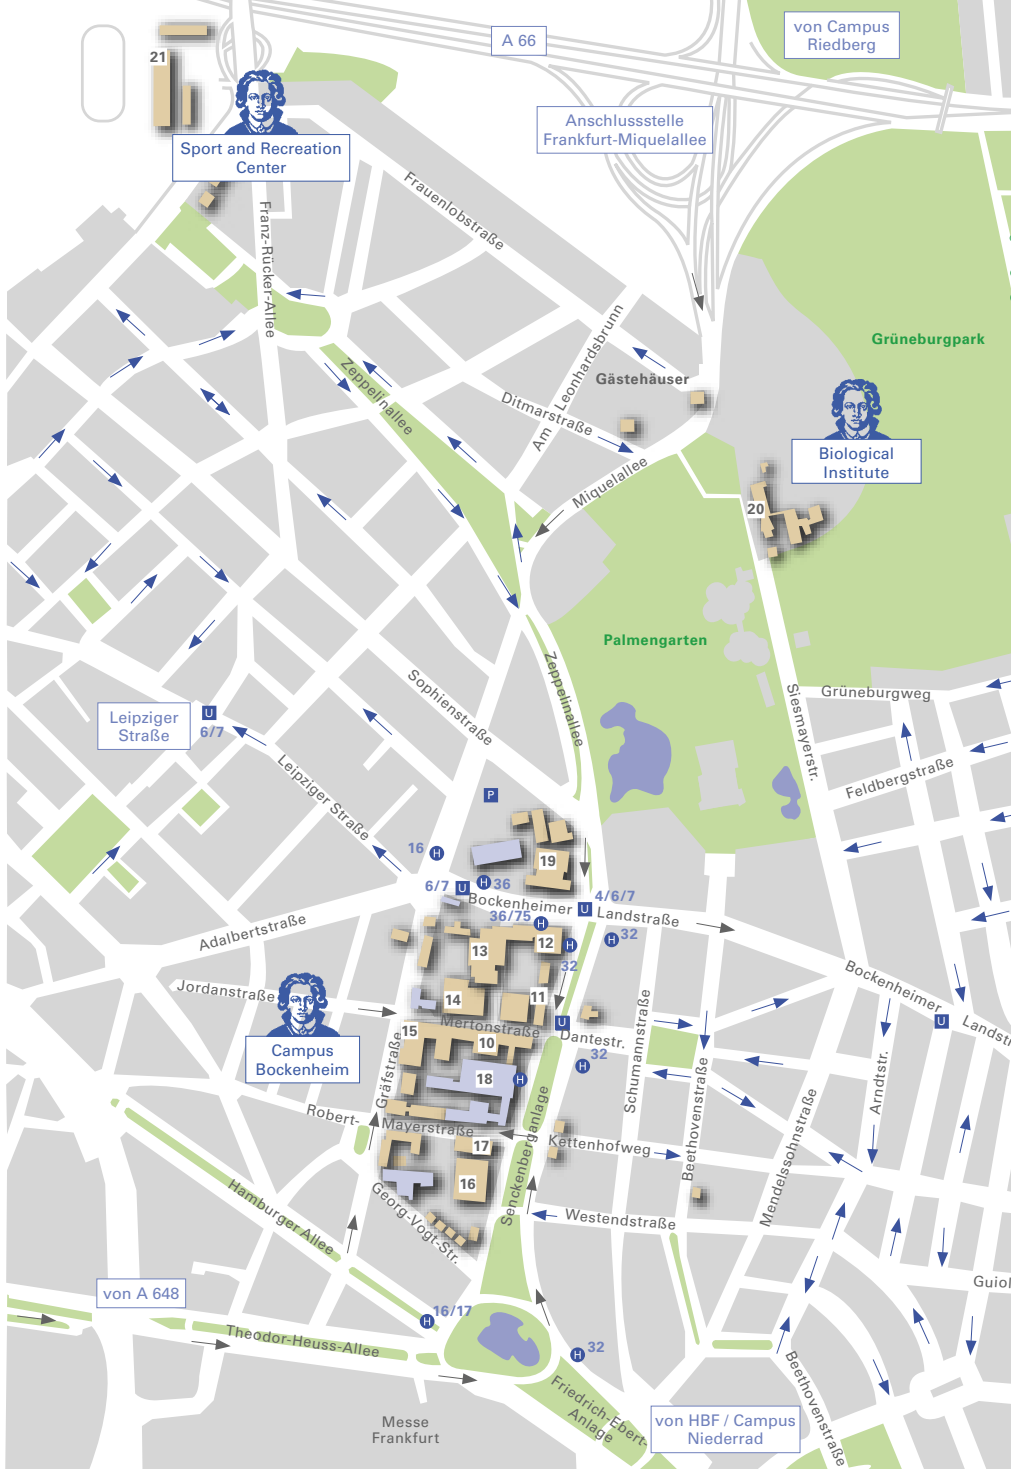 A 66
von Campus
Riedberg
21
Anschlussstelle
Frankfurt-Miquelallee
Sport and Recreation
Center
Frauenlobstraße
Franz-Rücker-Allee
Grüneburgpark
Am Leonhardsbrunn
Gästehäuser
Zeppelinallee
Ditmarstraße
Biological
Institute
Miquelallee
20
Palmengarten
Zeppelinallee
Sophienstraße
Siesmayerstr.
Grüneburgweg
Leipziger
Straße
U
6/7
Feldbergstraße
Leipziger Straße
P
16
H
19
6/7
U
H
36
4/6/7
U
Bockenheimer
Landstraße
36/75
H
Adalbertstraße
13
12
H
32
H
32
Bockenheimer
Landstr
U
Jordanstraße
14
11
15
Mertonstraße
U
Dantestr.
10
Campus
Bockenheim
Gräfstraße
18
H
32
H
Schumannstraße
Beethovenstraße
Arndtstr.
Mendelssohnstraße
Robert-
Mayerstraße
17
Kettenhofweg
16
Senckenberganlage
Georg-Vogt-Str.
Westendstraße
Hamburger Allee
von A 648
Guiol
16/17
H
Theodor-Heuss-Allee
H
32
Beethovenstraße
Friedrich-Ebert-
Anlage
Messe
Frankfurt
von HBF / Campus
Niederrad